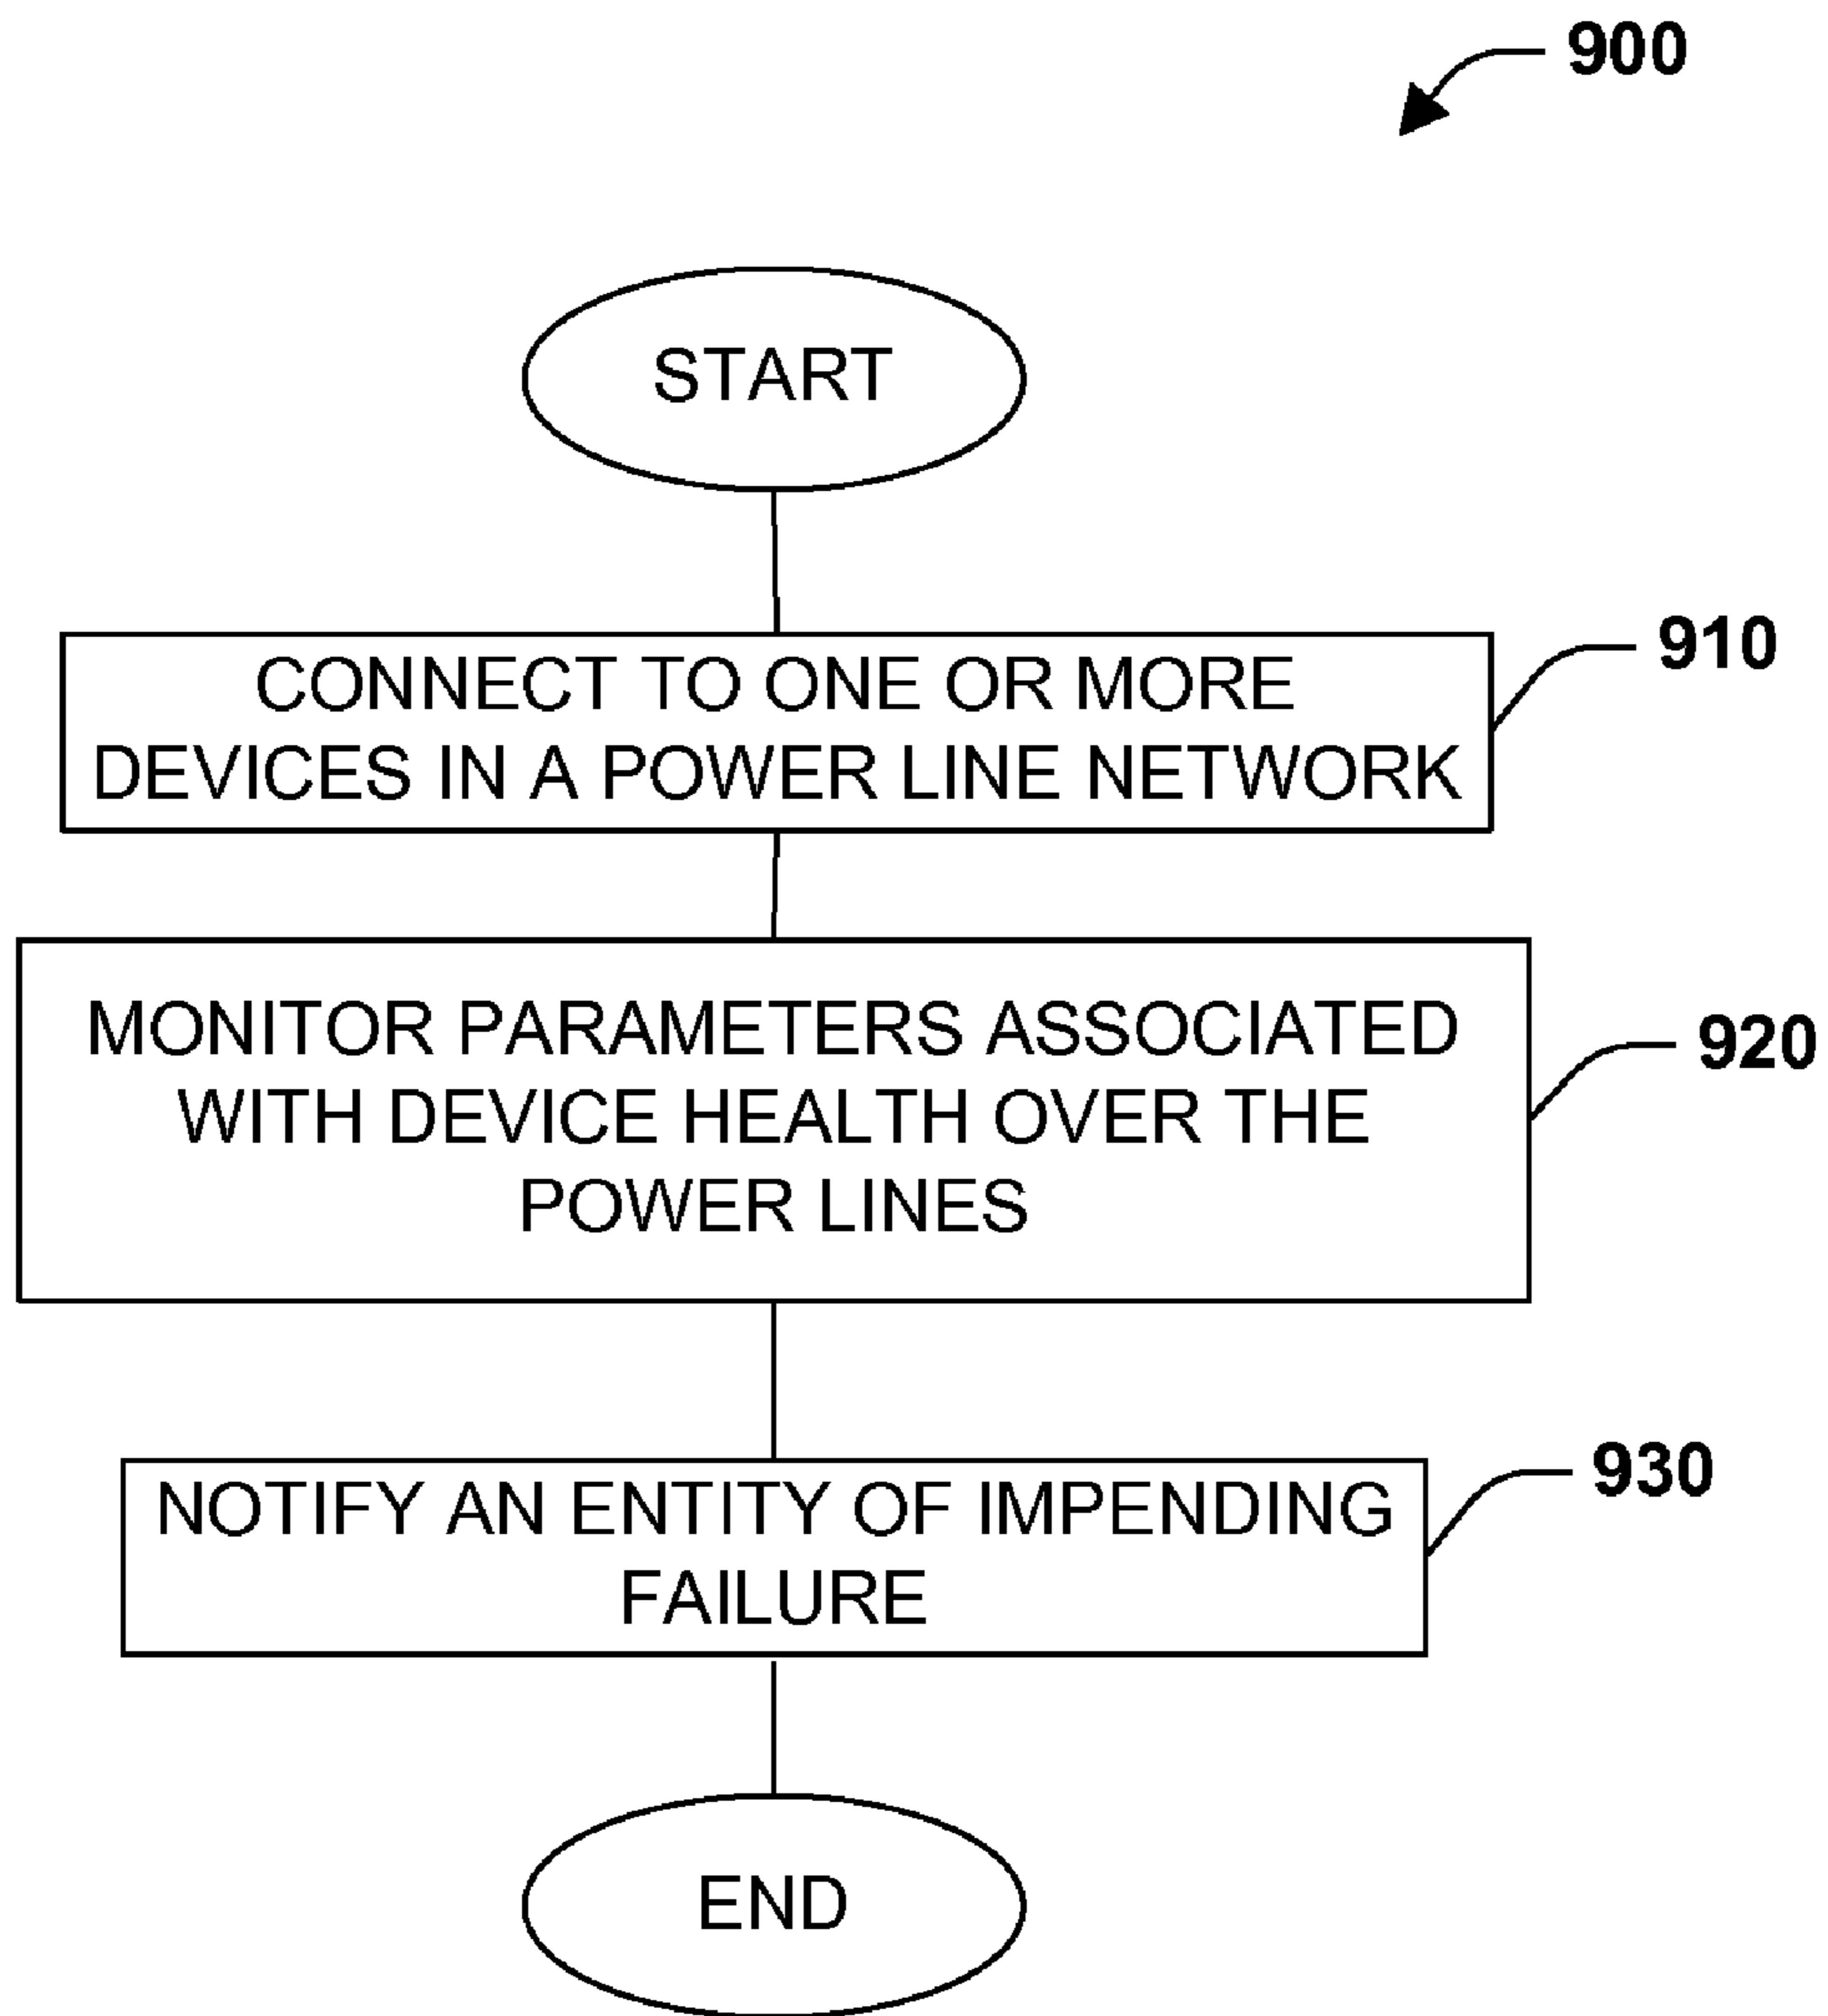 900
START
CONNECT TO ONE OR MORE
DEVICES IN A POWER LINE NETWORK
910
MONITOR PARAMETERS ASSOCIATED
WITH DEVICE HEALTH OVER THE
POWER LINES
920
NOTIFY AN ENTITY OF IMPENDING
FAILURE
930
END